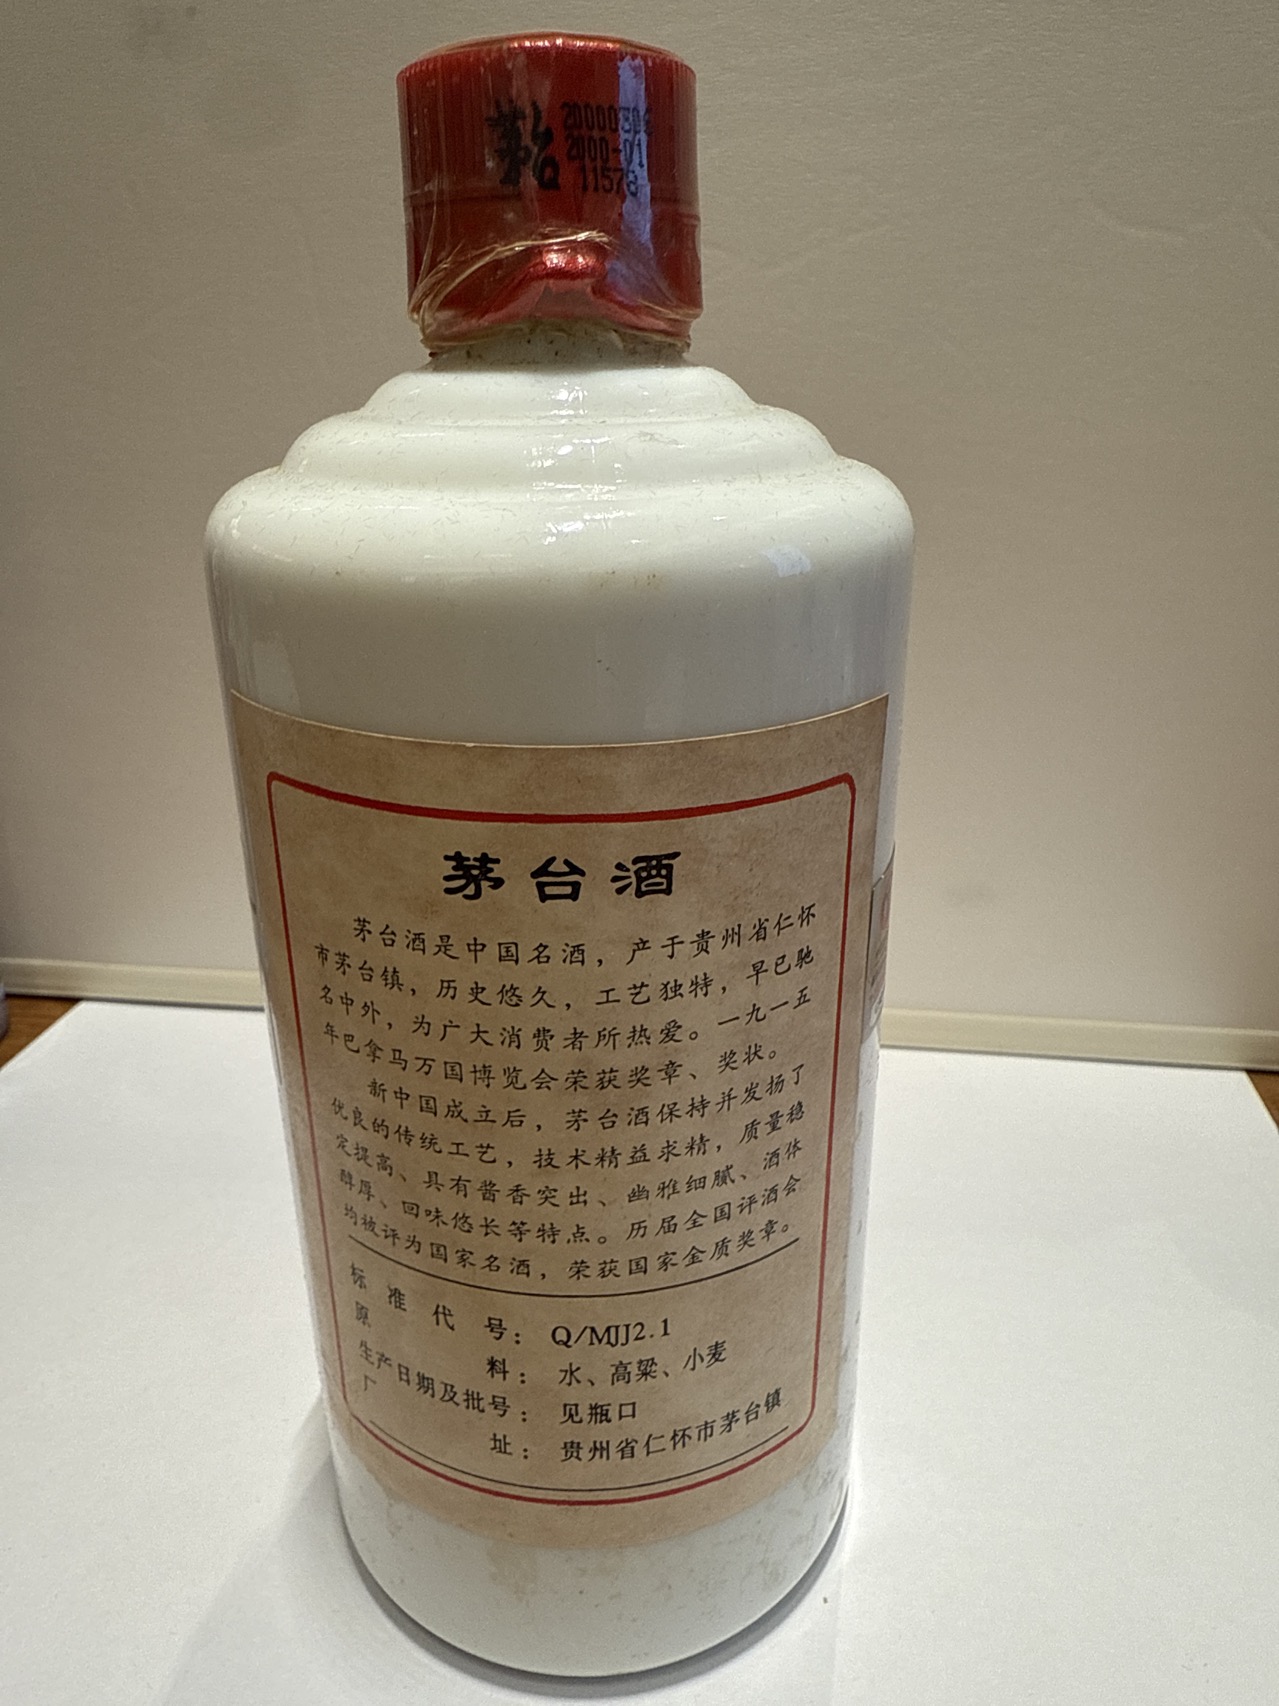 茅台
2000-01
茅台酒
茅台酒是中国名酒，产于贵州省仁怀
市茅台镇，历史悠久，工艺独特，早已驰
名中外，为广大消费者所热爱。一九一五
年巴拿马万国博览会荣获奖章、奖状。
新中国成立后，茅台酒保持并发扬了
优良的传统工艺，技术精益求精，质量稳
定提高、具有酱香突出、幽雅细腻、酒体
醇厚、回味悠长等特点。历届全国评酒会
均被评为国家名酒，荣获国家金质奖章。
标准代号：Q/MJJ2.1
原料：水、高粱、小麦
生产日期及批号：见瓶口
厂址：贵州省仁怀市茅台镇